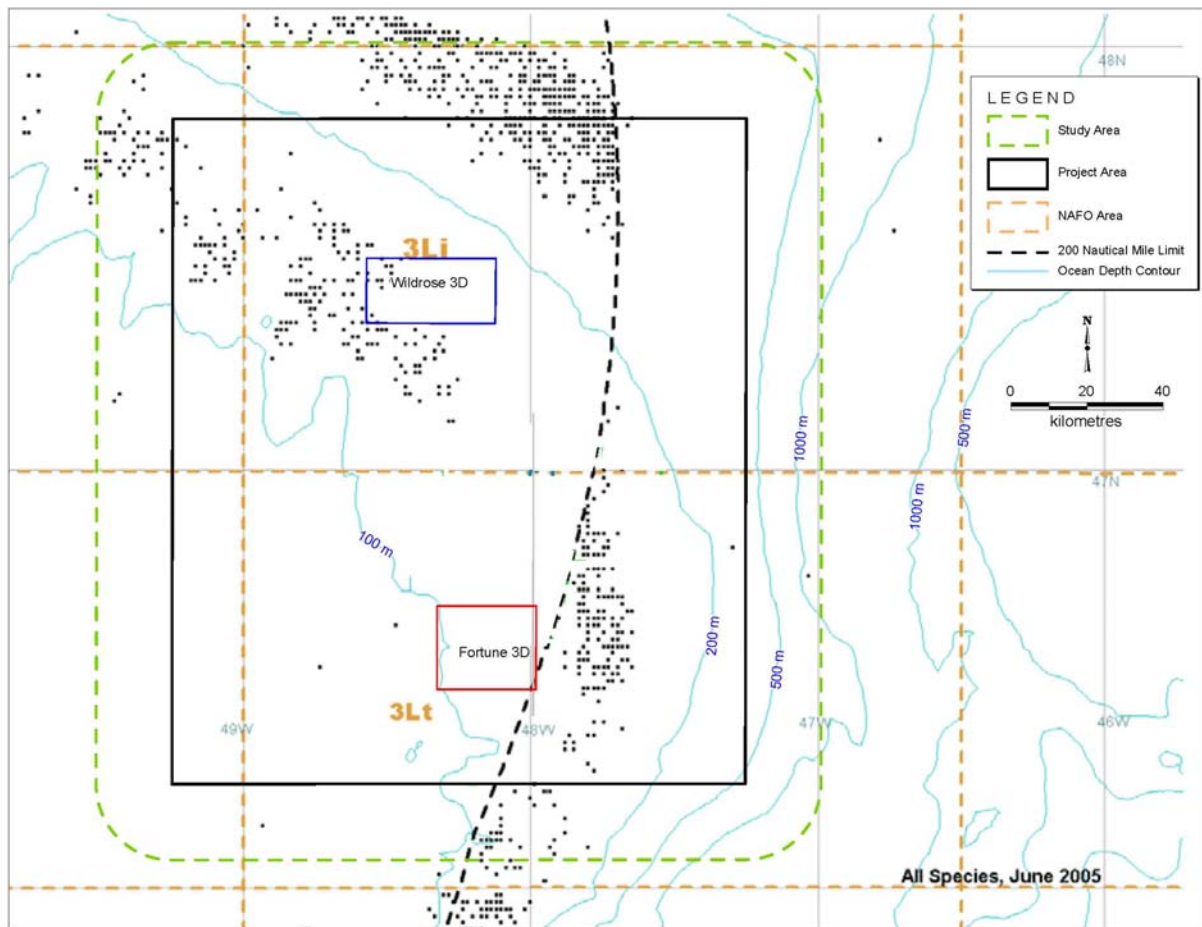 48N
LEGEND
Study Area
Project Area
NAFO Area
200 Nautical Mile Limit
Ocean Depth Contour
3Li
Wildrose 3D
N
0 20 40
kilometres
1000 m
500 m
47N
100 m
1000 m
200 m
500 m
Fortune 3D
3Lt
49W
48W
47W
46W
All Species, June 2005